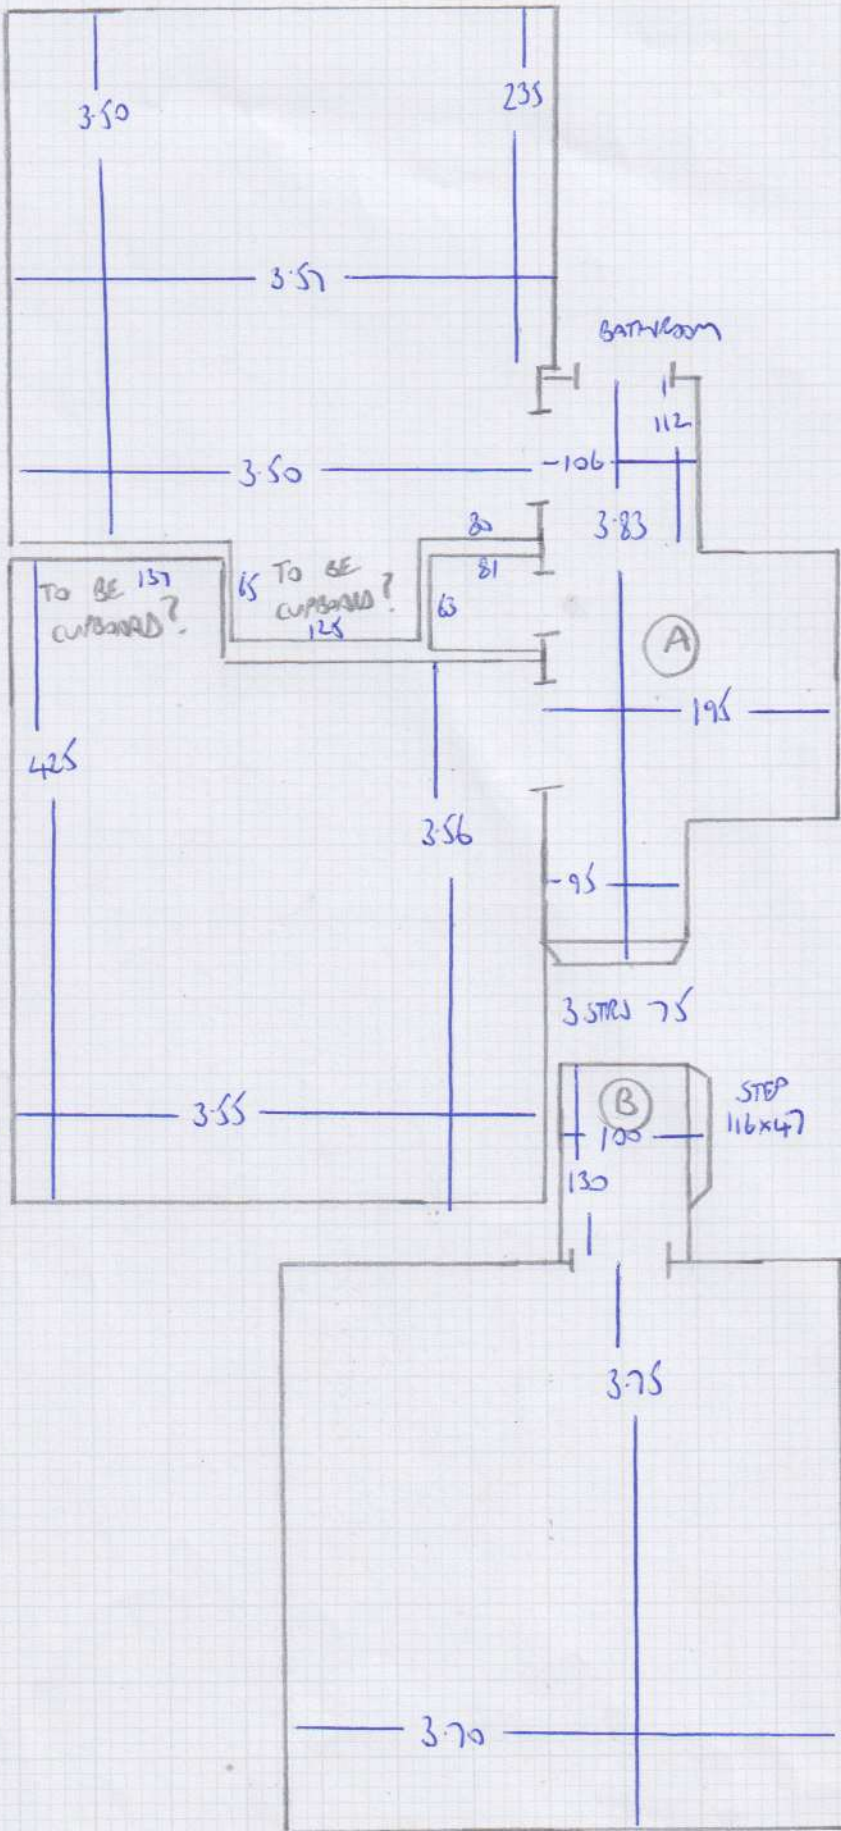 3.50
235
3.57
BATHROOM
112
3.50
106
80
3.83
TO BE 137
CUPBOARD?
65
TO BE
CUPBOARD?
125
81
63
A
195
425
3.56
95
3 STRS 75
B
STEP
116x47
100
3.55
130
3.75
3.70